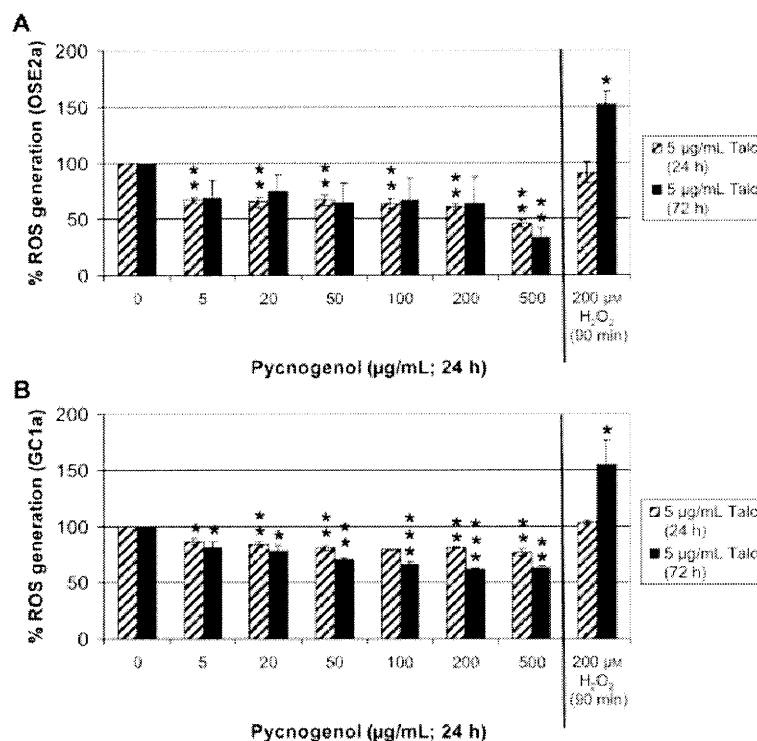 A
% ROS generation (OSE2a)
200
150
100
50
0
** ** ** ** ** ** ** *
0 5 20 50 100 200 500 200 µM
H₂O₂
(90 min)
Pycnogenol (µg/mL; 24 h)
5 µg/mL Talc
(24 h)
5 µg/mL Talc
(72 h)
B
% ROS generation (GC1a)
200
150
100
50
0
* * ** * ** ** *** ** *** ** ** *
0 5 20 50 100 200 500 200 µM
H₂O₂
(90 min)
Pycnogenol (µg/mL; 24 h)
5 µg/mL Talc
(24 h)
5 µg/mL Talc
(72 h)